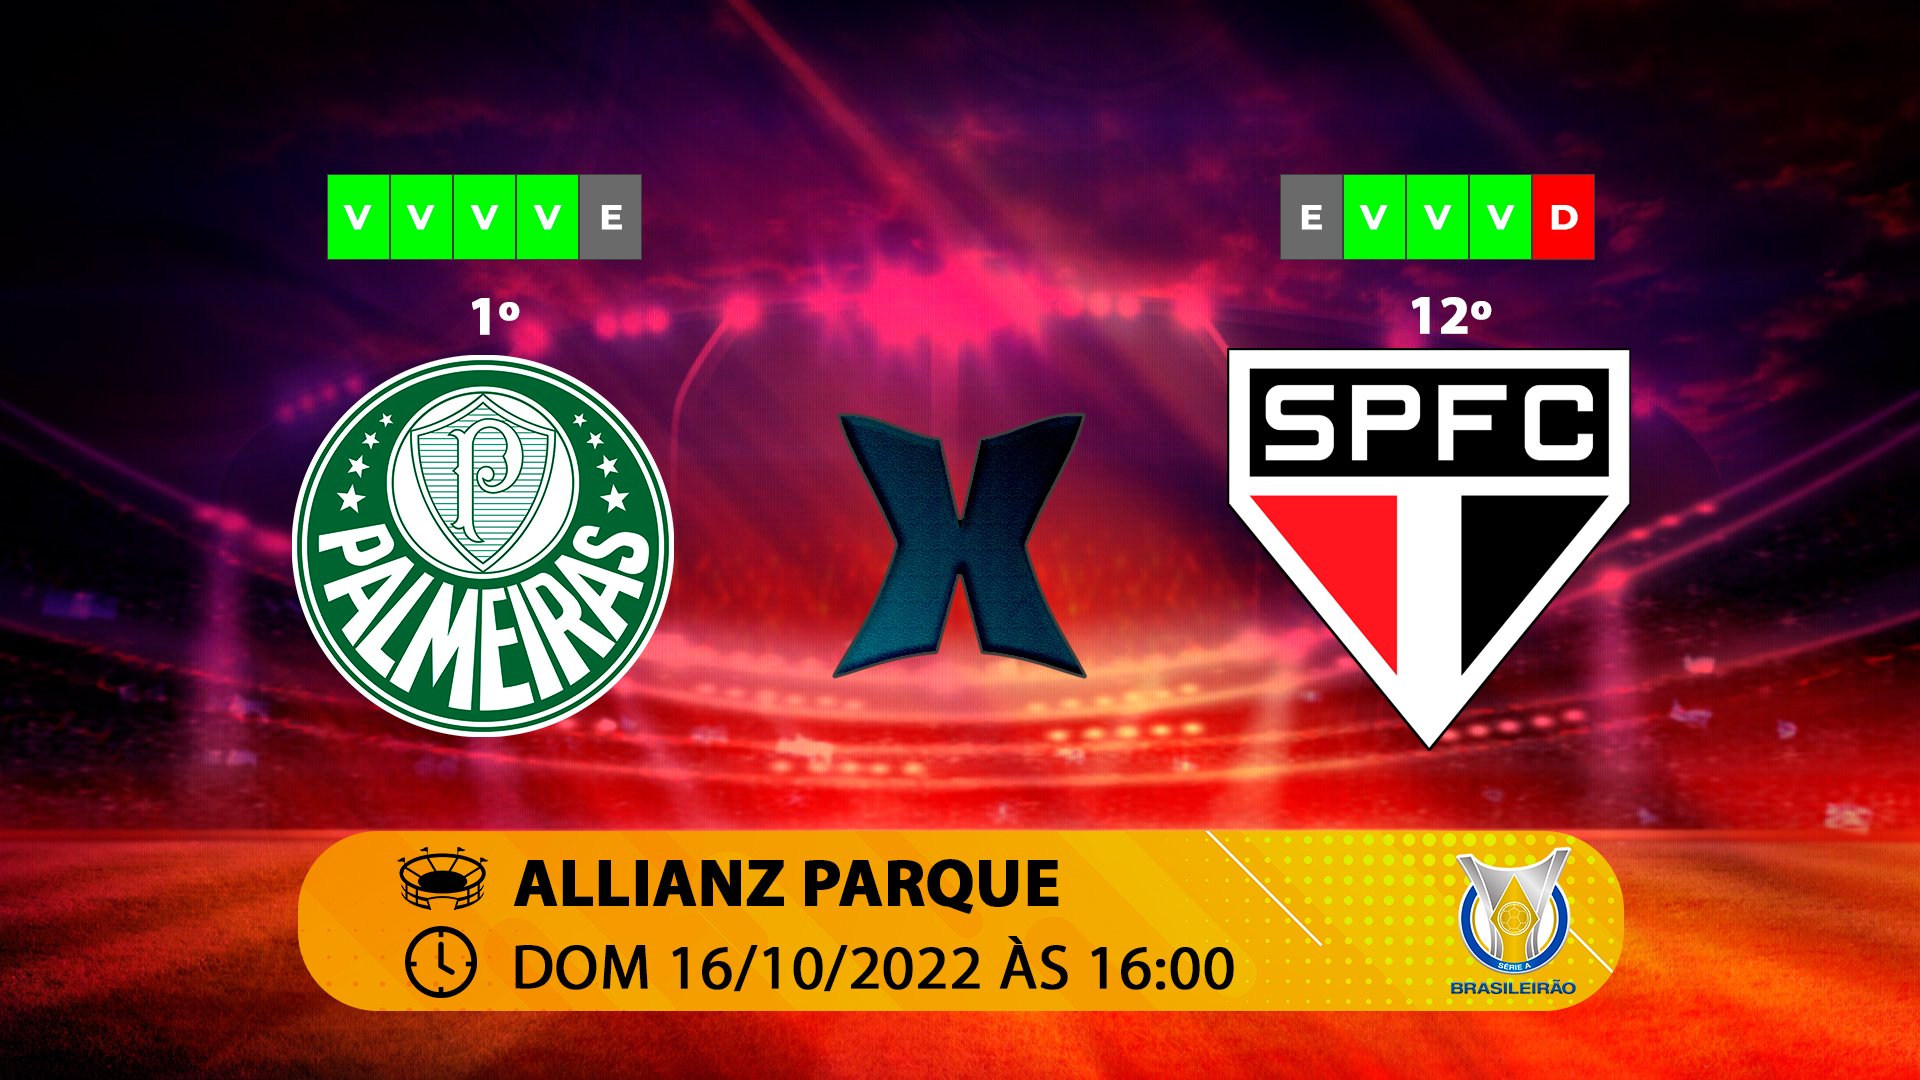 V V V V E
E V V V D
1º
12º
P
PALMEIRAS
SPFC
ALLIANZ PARQUE
DOM 16/10/2022 ÀS 16:00
SÉRIE A
BRASILEIRÃO